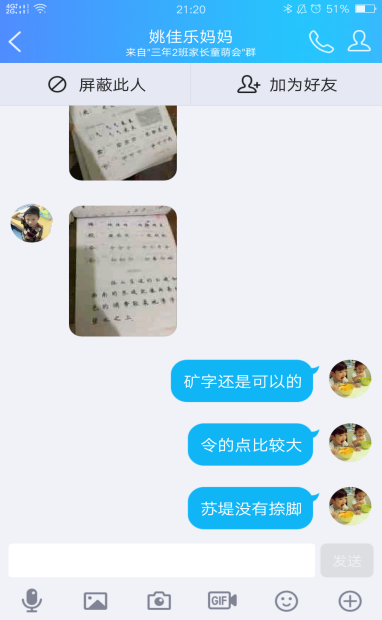 21:20
51%
姚佳乐妈妈
来自"三年2班家长童萌会"群
屏蔽此人
加为好友
矿字还是可以的
令的点比较大
苏堤没有捺脚
发送
GIF